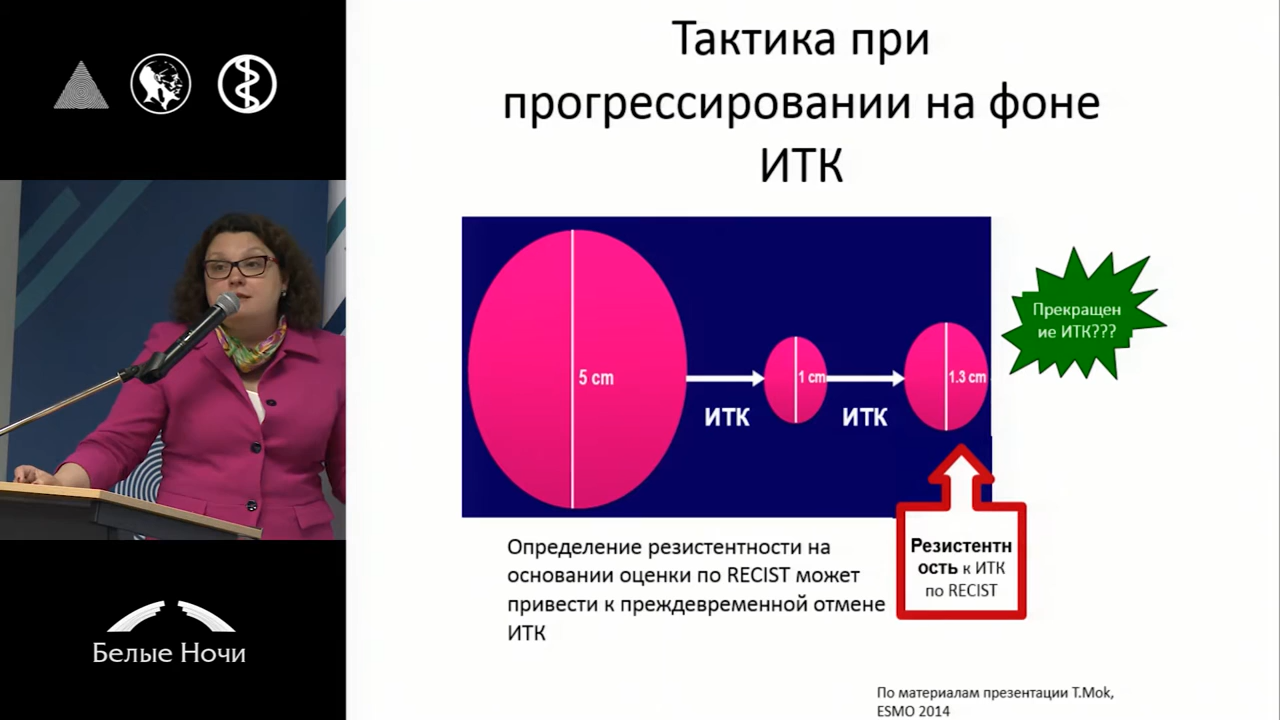 Тактика при
прогрессировании на фоне
ИТК
5 cm
ИТК
1 cm
ИТК
1.3 cm
Прекращен
ие ИТК???
Резистентн
ость к ИТК
по RECIST
Определение резистентности на
основании оценки по RECIST может
привести к преждевременной отмене
ИТК
По материалам презентации T.Mok,
ESMO 2014
Белые Ночи